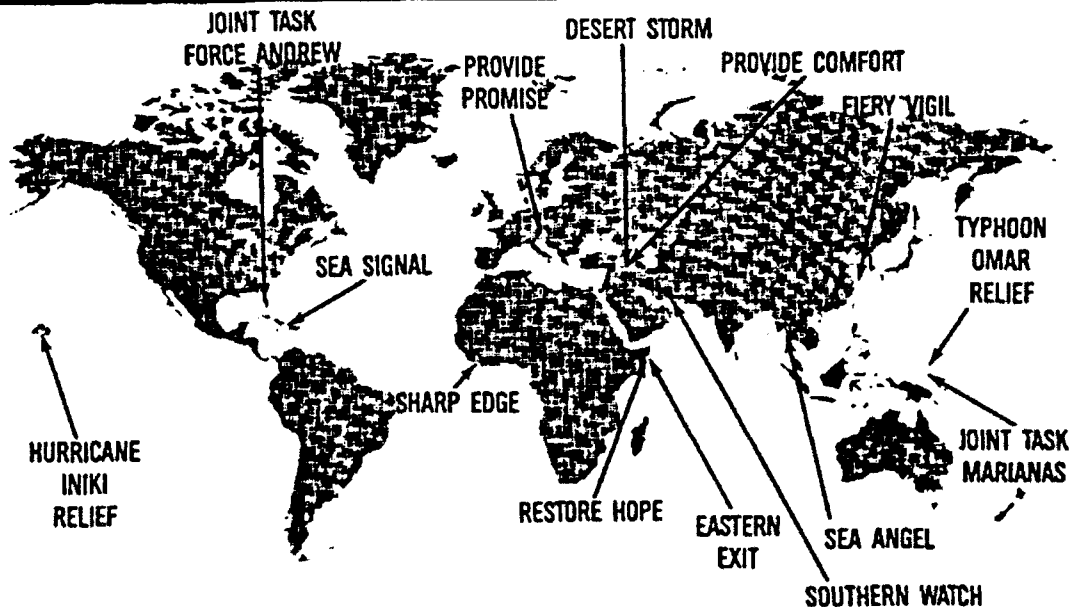 JOINT TASK
FORCE ANDREW
DESERT STORM
PROVIDE
PROMISE
PROVIDE COMFORT
FIERY VIGIL
TYPHOON
OMAR
RELIEF
SEA SIGNAL
SHARP EDGE
HURRICANE
INIKI
RELIEF
JOINT TASK
MARIANAS
RESTORE HOPE
EASTERN
EXIT
SEA ANGEL
SOUTHERN WATCH